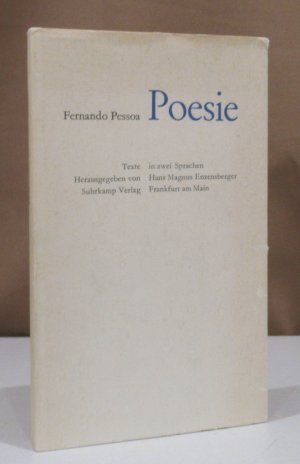 Fernando Pessoa Poesie
Texte in zwei Sprachen
Herausgegeben von Hans Magnus Enzensberger
Suhrkamp Verlag Frankfurt am Main